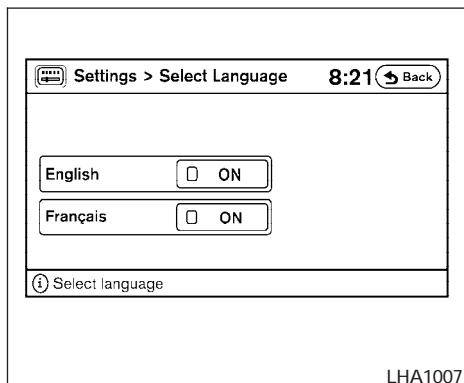 Settings > Select Language 8:21 Back
English ON
Français ON
i Select language
LHA1007